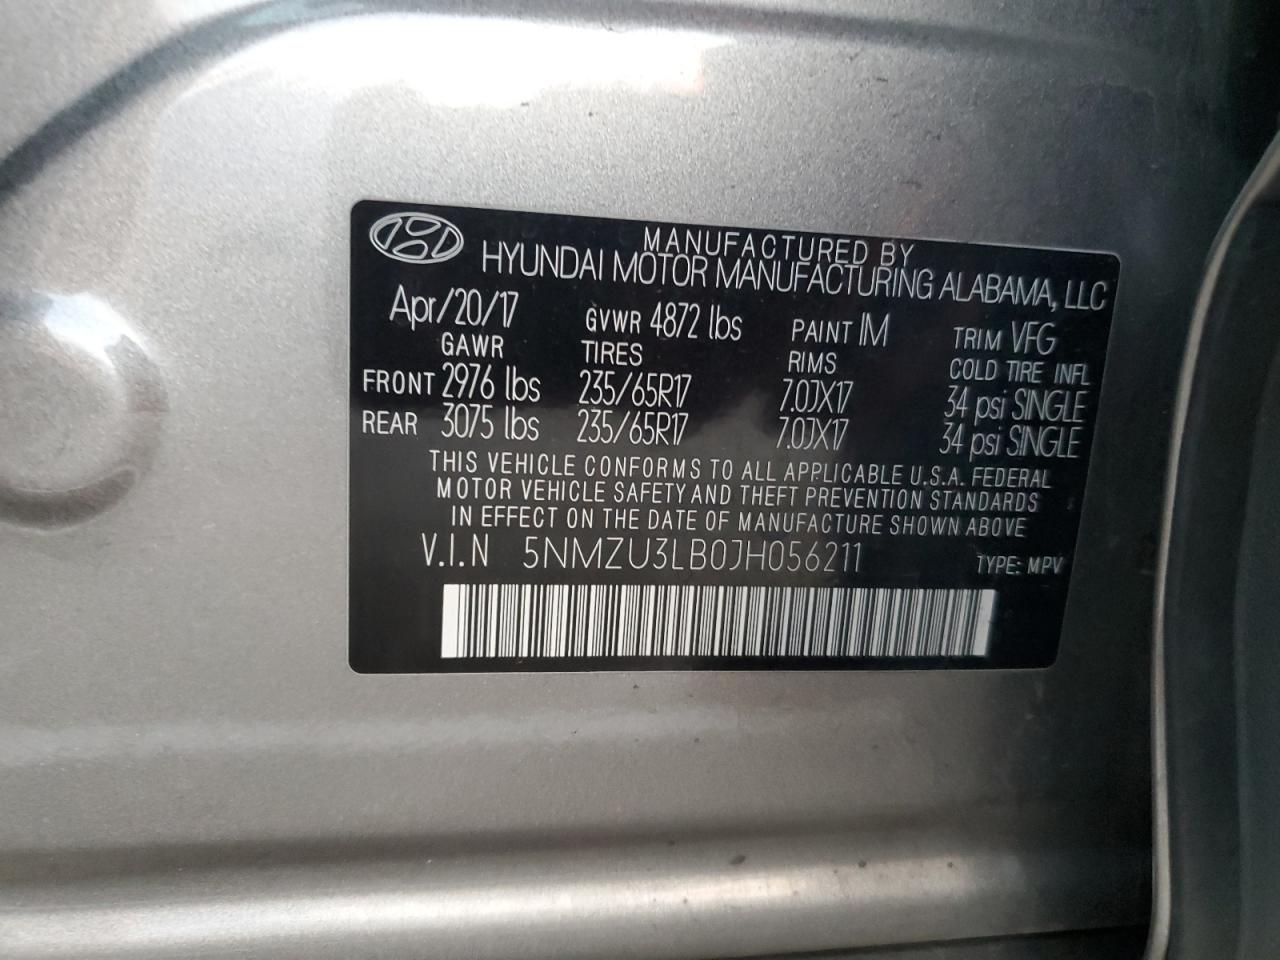 MANUFACTURED BY
HYUNDAI MOTOR MANUFACTURING ALABAMA, LLC
Apr/20/17 GVWR 4872 lbs PAINT IM TRIM VFG
GAWR TIRES RIMS COLD TIRE INFL
FRONT 2976 lbs 235/65R17 7.0JX17 34 psi SINGLE
REAR 3075 lbs 235/65R17 7.0JX17 34 psi SINGLE
THIS VEHICLE CONFORMS TO ALL APPLICABLE U.S.A. FEDERAL
MOTOR VEHICLE SAFETY AND THEFT PREVENTION STANDARDS
IN EFFECT ON THE DATE OF MANUFACTURE SHOWN ABOVE
V.I.N 5NMZU3LB0JH056211 TYPE: MPV